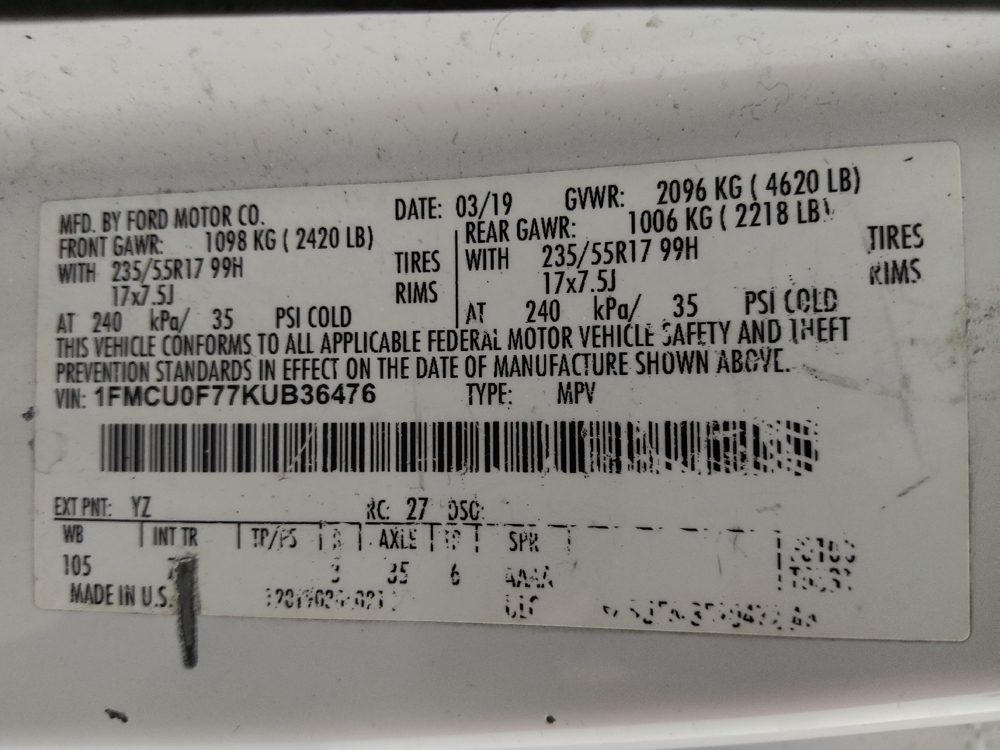 MFD. BY FORD MOTOR CO. DATE: 03/19 GVWR: 2096 KG ( 4620 LB)
FRONT GAWR: 1098 KG ( 2420 LB) REAR GAWR: 1006 KG ( 2218 LB)
WITH 235/55R17 99H TIRES WITH 235/55R17 99H TIRES
17x7.5J RIMS 17x7.5J RIMS
AT 240 kPa/ 35 PSI COLD AT 240 kPa/ 35 PSI COLD
THIS VEHICLE CONFORMS TO ALL APPLICABLE FEDERAL MOTOR VEHICLE SAFETY AND THEFT
PREVENTION STANDARDS IN EFFECT ON THE DATE OF MANUFACTURE SHOWN ABOVE.
VIN: 1FMCU0F77KUB36476 TYPE: MPV
EXT PNT: YZ RC: 27 DSO:
WB INT TR TP/PS R AXLE TR SPR
105 3 35 6 AAAA
MADE IN U.S.